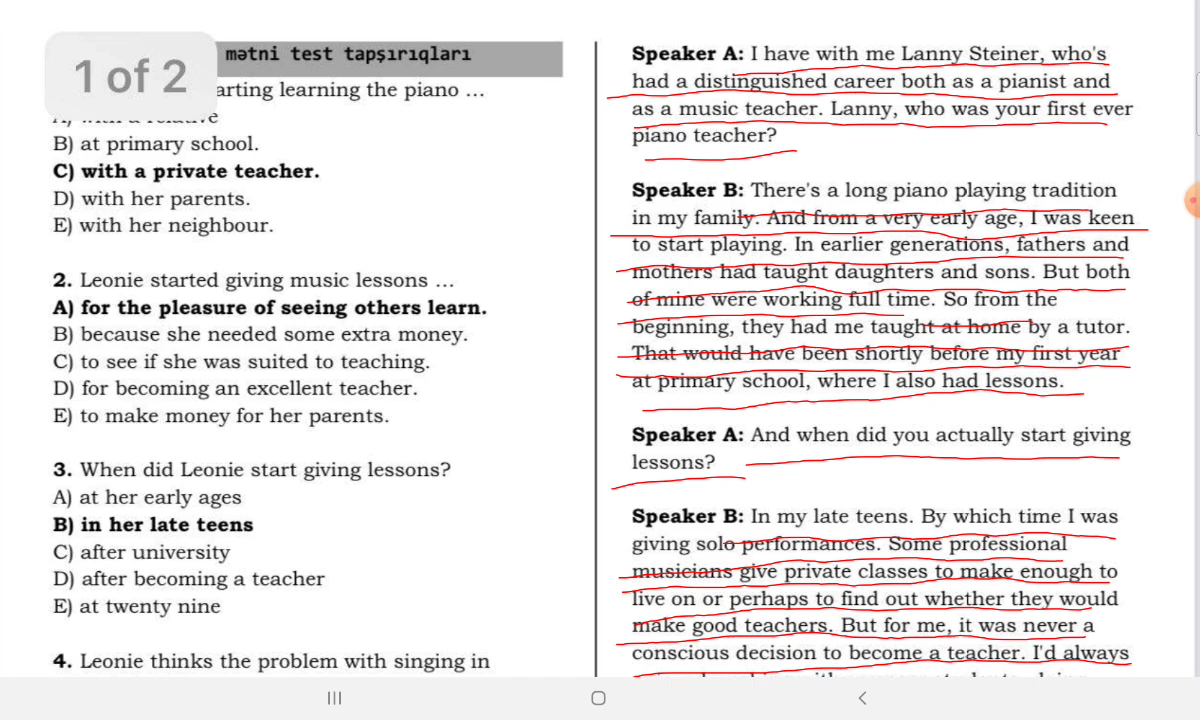 1 of 2
mətni test tapşırıqları
arting learning the piano ...
B) at primary school.
C) with a private teacher.
D) with her parents.
E) with her neighbour.
2. Leonie started giving music lessons ...
A) for the pleasure of seeing others learn.
B) because she needed some extra money.
C) to see if she was suited to teaching.
D) for becoming an excellent teacher.
E) to make money for her parents.
3. When did Leonie start giving lessons?
A) at her early ages
B) in her late teens
C) after university
D) after becoming a teacher
E) at twenty nine
4. Leonie thinks the problem with singing in
Speaker A: I have with me Lanny Steiner, who's
had a distinguished career both as a pianist and
as a music teacher. Lanny, who was your first ever
piano teacher?
Speaker B: There's a long piano playing tradition
in my family. And from a very early age, I was keen
to start playing. In earlier generations, fathers and
mothers had taught daughters and sons. But both
of mine were working full time. So from the
beginning, they had me taught at home by a tutor.
That would have been shortly before my first year
at primary school, where I also had lessons.
Speaker A: And when did you actually start giving
lessons?
Speaker B: In my late teens. By which time I was
giving solo performances. Some professional
musicians give private classes to make enough to
live on or perhaps to find out whether they would
make good teachers. But for me, it was never a
conscious decision to become a teacher. I'd always